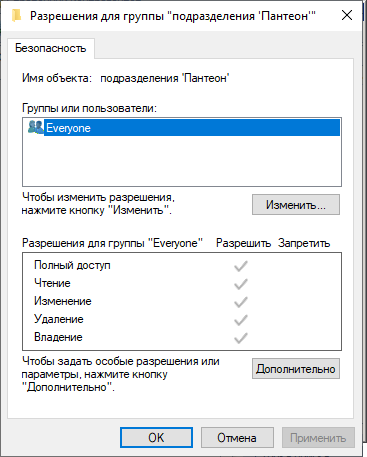 Разрешения для группы "подразделения 'Пантеон'"
Безопасность
Имя объекта: подразделения 'Пантеон'
Группы или пользователи:
Everyone
Чтобы изменить разрешения,
нажмите кнопку "Изменить".
Изменить...
Разрешения для группы "Everyone" Разрешить Запретить
Полный доступ
Чтение
Изменение
Удаление
Владение
Чтобы задать особые разрешения или
параметры, нажмите кнопку
"Дополнительно".
Дополнительно
OK Отмена Применить